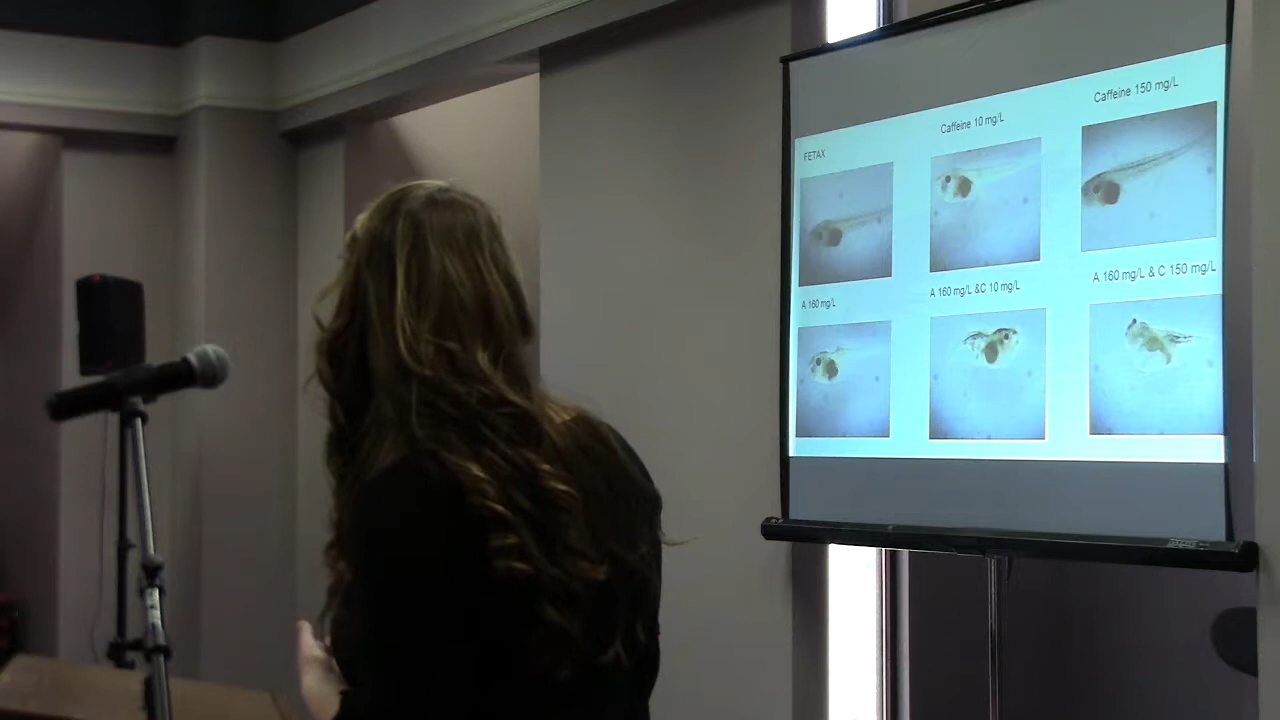 FETAX
Caffeine 10 mg/L
Caffeine 150 mg/L
A 160 mg/L
A 160 mg/L &C 10 mg/L
A 160 mg/L & C 150 mg/L